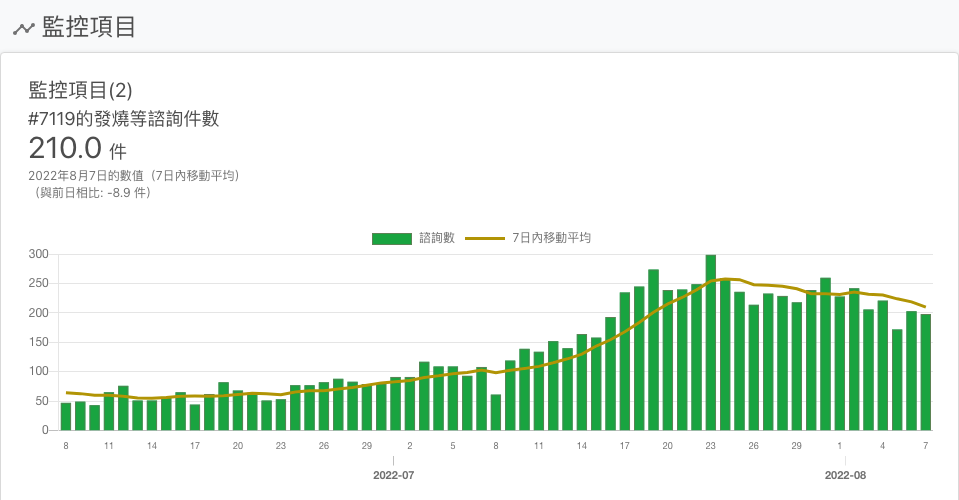 監控項目
監控項目(2)
#7119的發燒等諮詢件數
210.0 件
2022年8月7日的數值（7日內移動平均）
（與前日相比: -8.9 件）
諮詢數 7日內移動平均
300
250
200
150
100
50
0
8 11 14 17 20 23 26 29 2 5 8 11 14 17 20 23 26 29 1 4 7
2022-07 2022-08